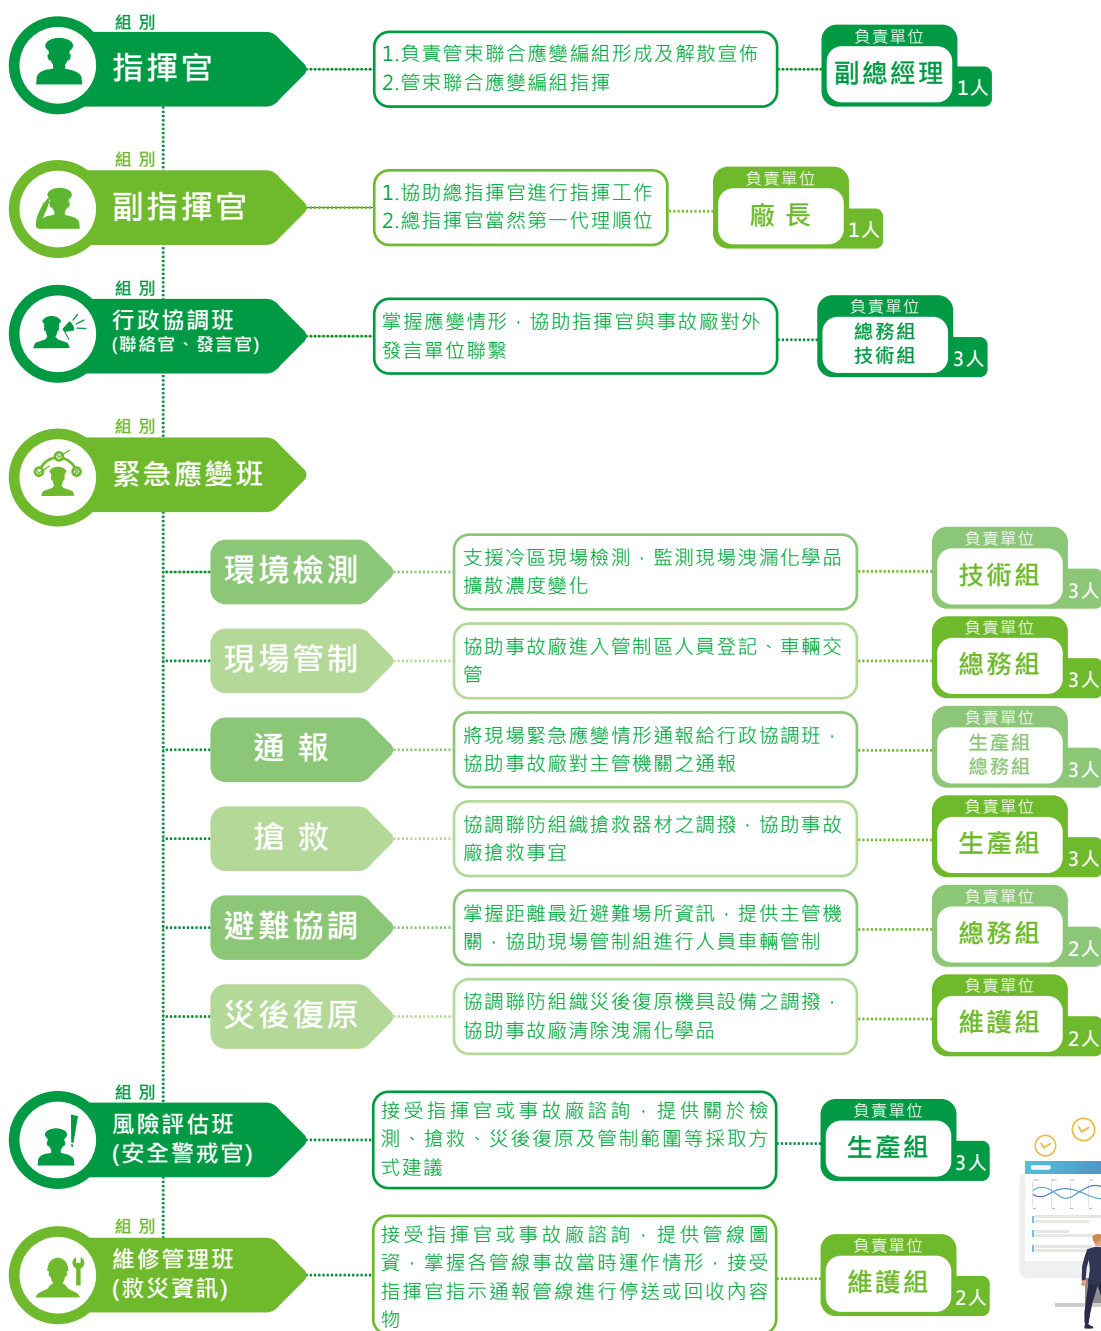 組別
指揮官
1.負責管束聯合應變編組形成及解散宣佈
2.管束聯合應變編組指揮
負責單位
副總經理
1人
組別
副指揮官
1.協助總指揮官進行指揮工作
2.總指揮官當然第一代理順位
負責單位
廠長
1人
組別
行政協調班
(聯絡官、發言官)
掌握應變情形，協助指揮官與事故廠對外
發言單位聯繫
負責單位
總務組
技術組
3人
組別
緊急應變班
環境檢測
支援冷區現場檢測，監測現場洩漏化學品
擴散濃度變化
負責單位
技術組
3人
現場管制
協助事故廠進入管制區人員登記、車輛交
管
負責單位
總務組
3人
通報
將現場緊急應變情形通報給行政協調班，
協助事故廠對主管機關之通報
負責單位
生產組
總務組
3人
搶救
協調聯防組織搶救器材之調撥，協助事故
廠搶救事宜
負責單位
生產組
3人
避難協調
掌握距離最近避難場所資訊，提供主管機
關，協助現場管制組進行人員車輛管制
負責單位
總務組
2人
災後復原
協調聯防組織災後復原機具設備之調撥，
協助事故廠清除洩漏化學品
負責單位
維護組
2人
組別
風險評估班
(安全警戒官)
接受指揮官或事故廠諮詢，提供關於檢
測、搶救、災後復原及管制範圍等採取方
式建議
負責單位
生產組
3人
組別
維修管理班
(救災資訊)
接受指揮官或事故廠諮詢，提供管線圖
資，掌握各管線事故當時運作情形，接受
指揮官指示通報管線進行停送或回收內容
物
負責單位
維護組
2人